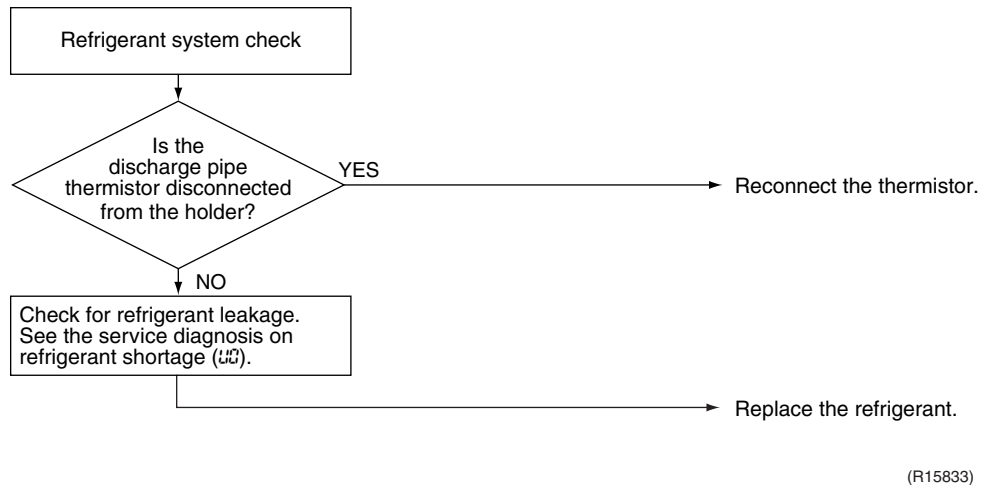 Refrigerant system check
Is the
discharge pipe
thermistor disconnected
from the holder?
YES
Reconnect the thermistor.
NO
Check for refrigerant leakage.
See the service diagnosis on
refrigerant shortage (U0).
Replace the refrigerant.
(R15833)